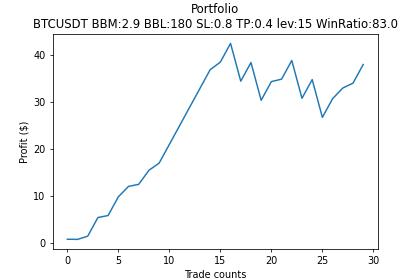 Portfolio
BTCUSDT BBM:2.9 BBL:180 SL:0.8 TP:0.4 lev:15 WinRatio:83.0
40
30
20
10
0
Profit ($)
0 5 10 15 20 25 30
Trade counts